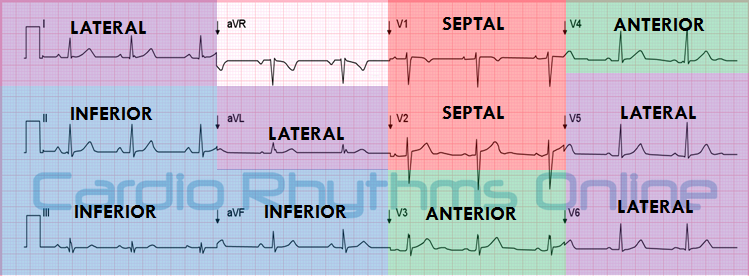 I LATERAL aVR V1 SEPTAL V4 ANTERIOR
II INFERIOR aVL LATERAL V2 SEPTAL V5 LATERAL
Cardio Rhythms Online
III INFERIOR aVF INFERIOR V3 ANTERIOR V6 LATERAL